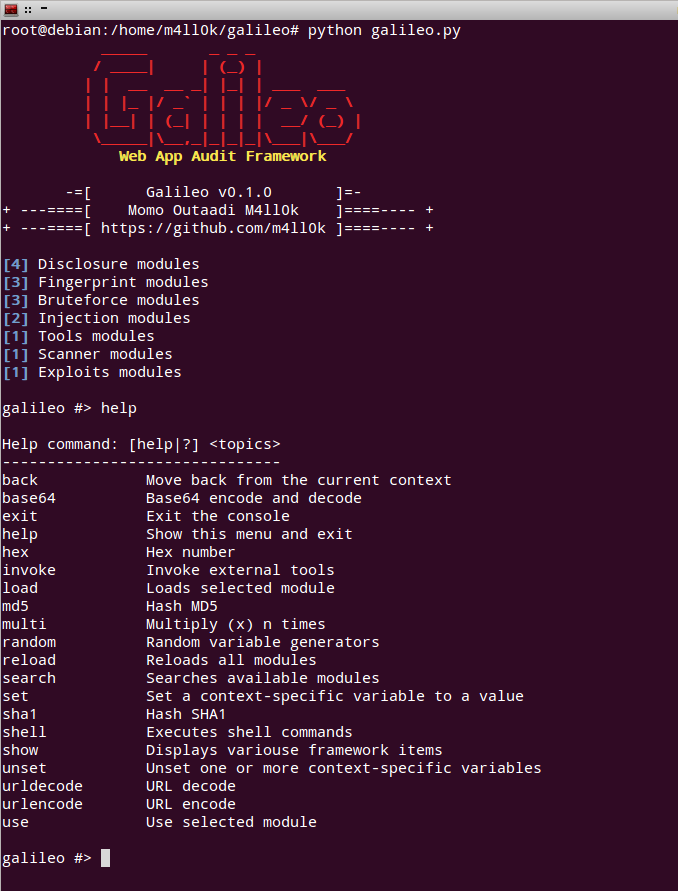 root@debian:/home/m4ll0k/galileo# python galileo.py
Galileo
Web App Audit Framework
-=[ Galileo v0.1.0 ]=-
+ ---====[ Momo Outaadi M4ll0k ]====---- +
+ ---====[ https://github.com/m4ll0k ]====---- +
[4] Disclosure modules
[3] Fingerprint modules
[3] Bruteforce modules
[2] Injection modules
[1] Tools modules
[1] Scanner modules
[1] Exploits modules
galileo #> help
Help command: [help|?] <topics>
-------------------------------
back Move back from the current context
base64 Base64 encode and decode
exit Exit the console
help Show this menu and exit
hex Hex number
invoke Invoke external tools
load Loads selected module
md5 Hash MD5
multi Multiply (x) n times
random Random variable generators
reload Reloads all modules
search Searches available modules
set Set a context-specific variable to a value
sha1 Hash SHA1
shell Executes shell commands
show Displays variouse framework items
unset Unset one or more context-specific variables
urldecode URL decode
urlencode URL encode
use Use selected module
galileo #>